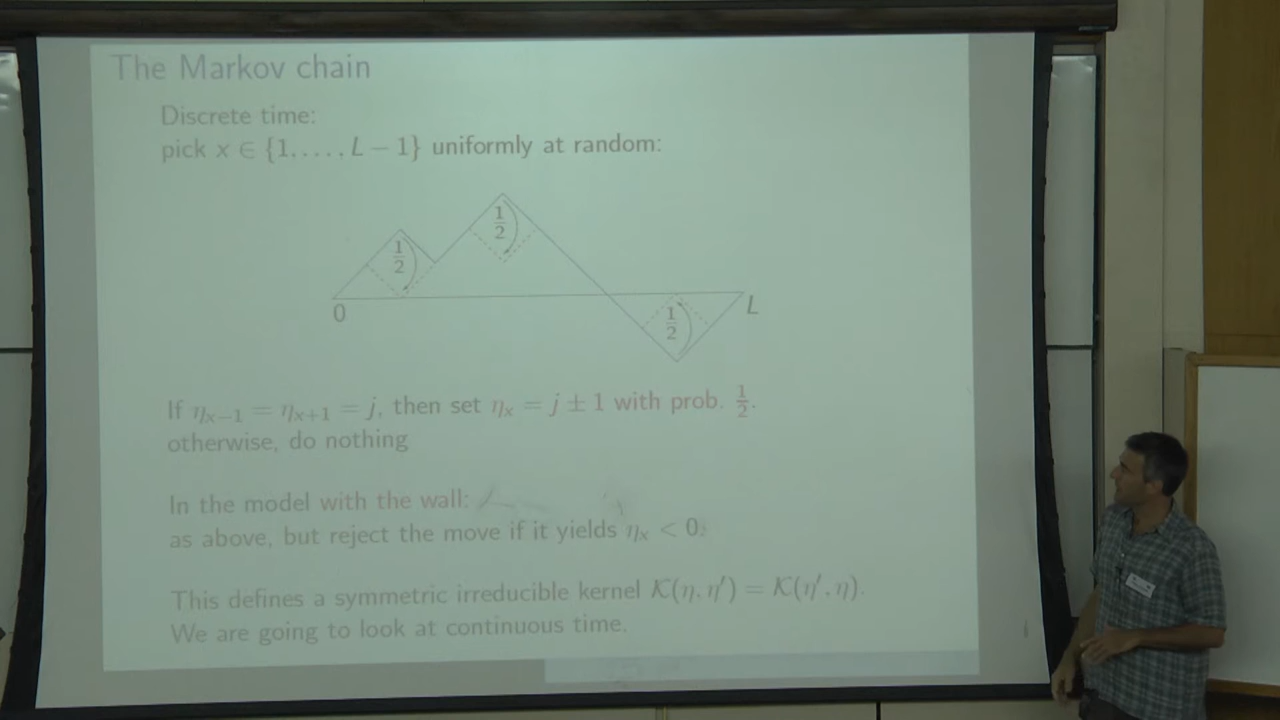 The Markov chain
Discrete time:
pick x ∈ {1, . . . , L − 1} uniformly at random:
1/2
1/2
1/2
0
L
If ηₓ₋₁ = ηₓ₊₁ = j, then set ηₓ = j ± 1 with prob. 1/2.
otherwise, do nothing
In the model with the wall:
as above, but reject the move if it yields ηₓ < 0.
This defines a symmetric irreducible kernel K(η, η′) = K(η′, η).
We are going to look at continuous time.